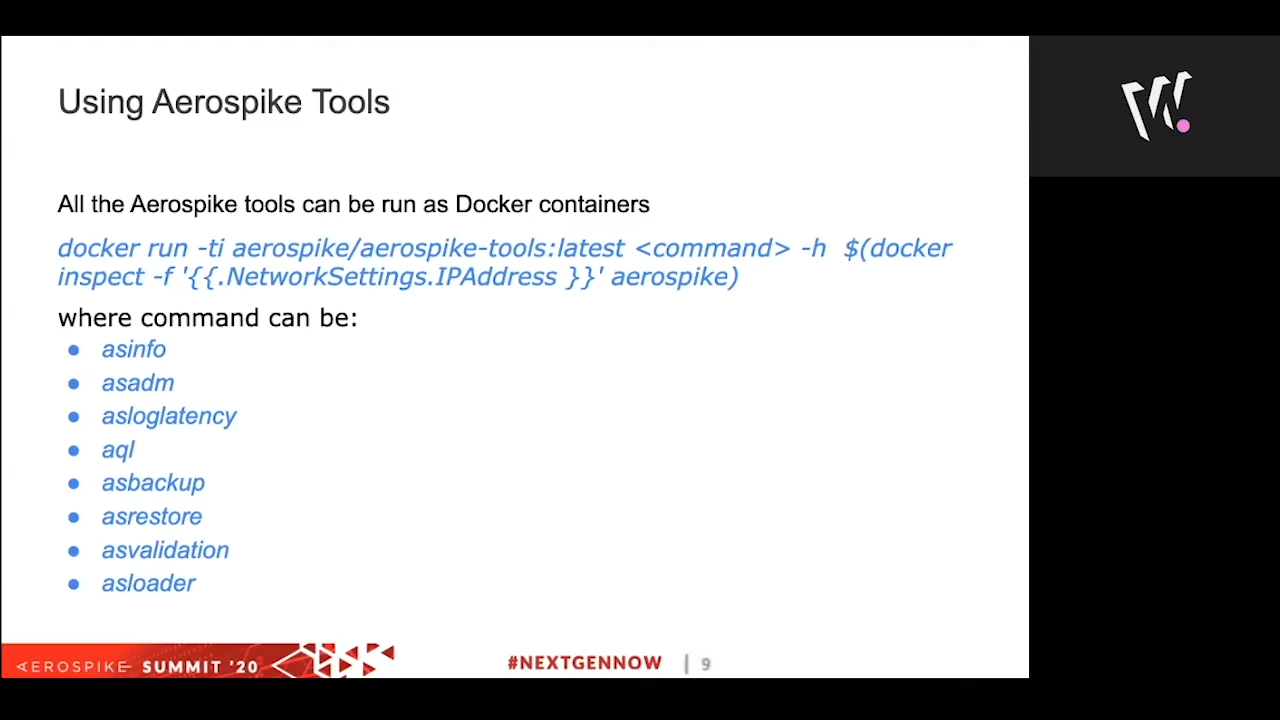 Using Aerospike Tools
All the Aerospike tools can be run as Docker containers
docker run -ti aerospike/aerospike-tools:latest <command> -h  $(docker
inspect -f '{{.NetworkSettings.IPAddress }}' aerospike)
where command can be:
● asinfo
● asadm
● asloglatency
● aql
● asbackup
● asrestore
● asvalidation
● asloader
AEROSPIKE SUMMIT '20
#NEXTGENNOW | 9
W.